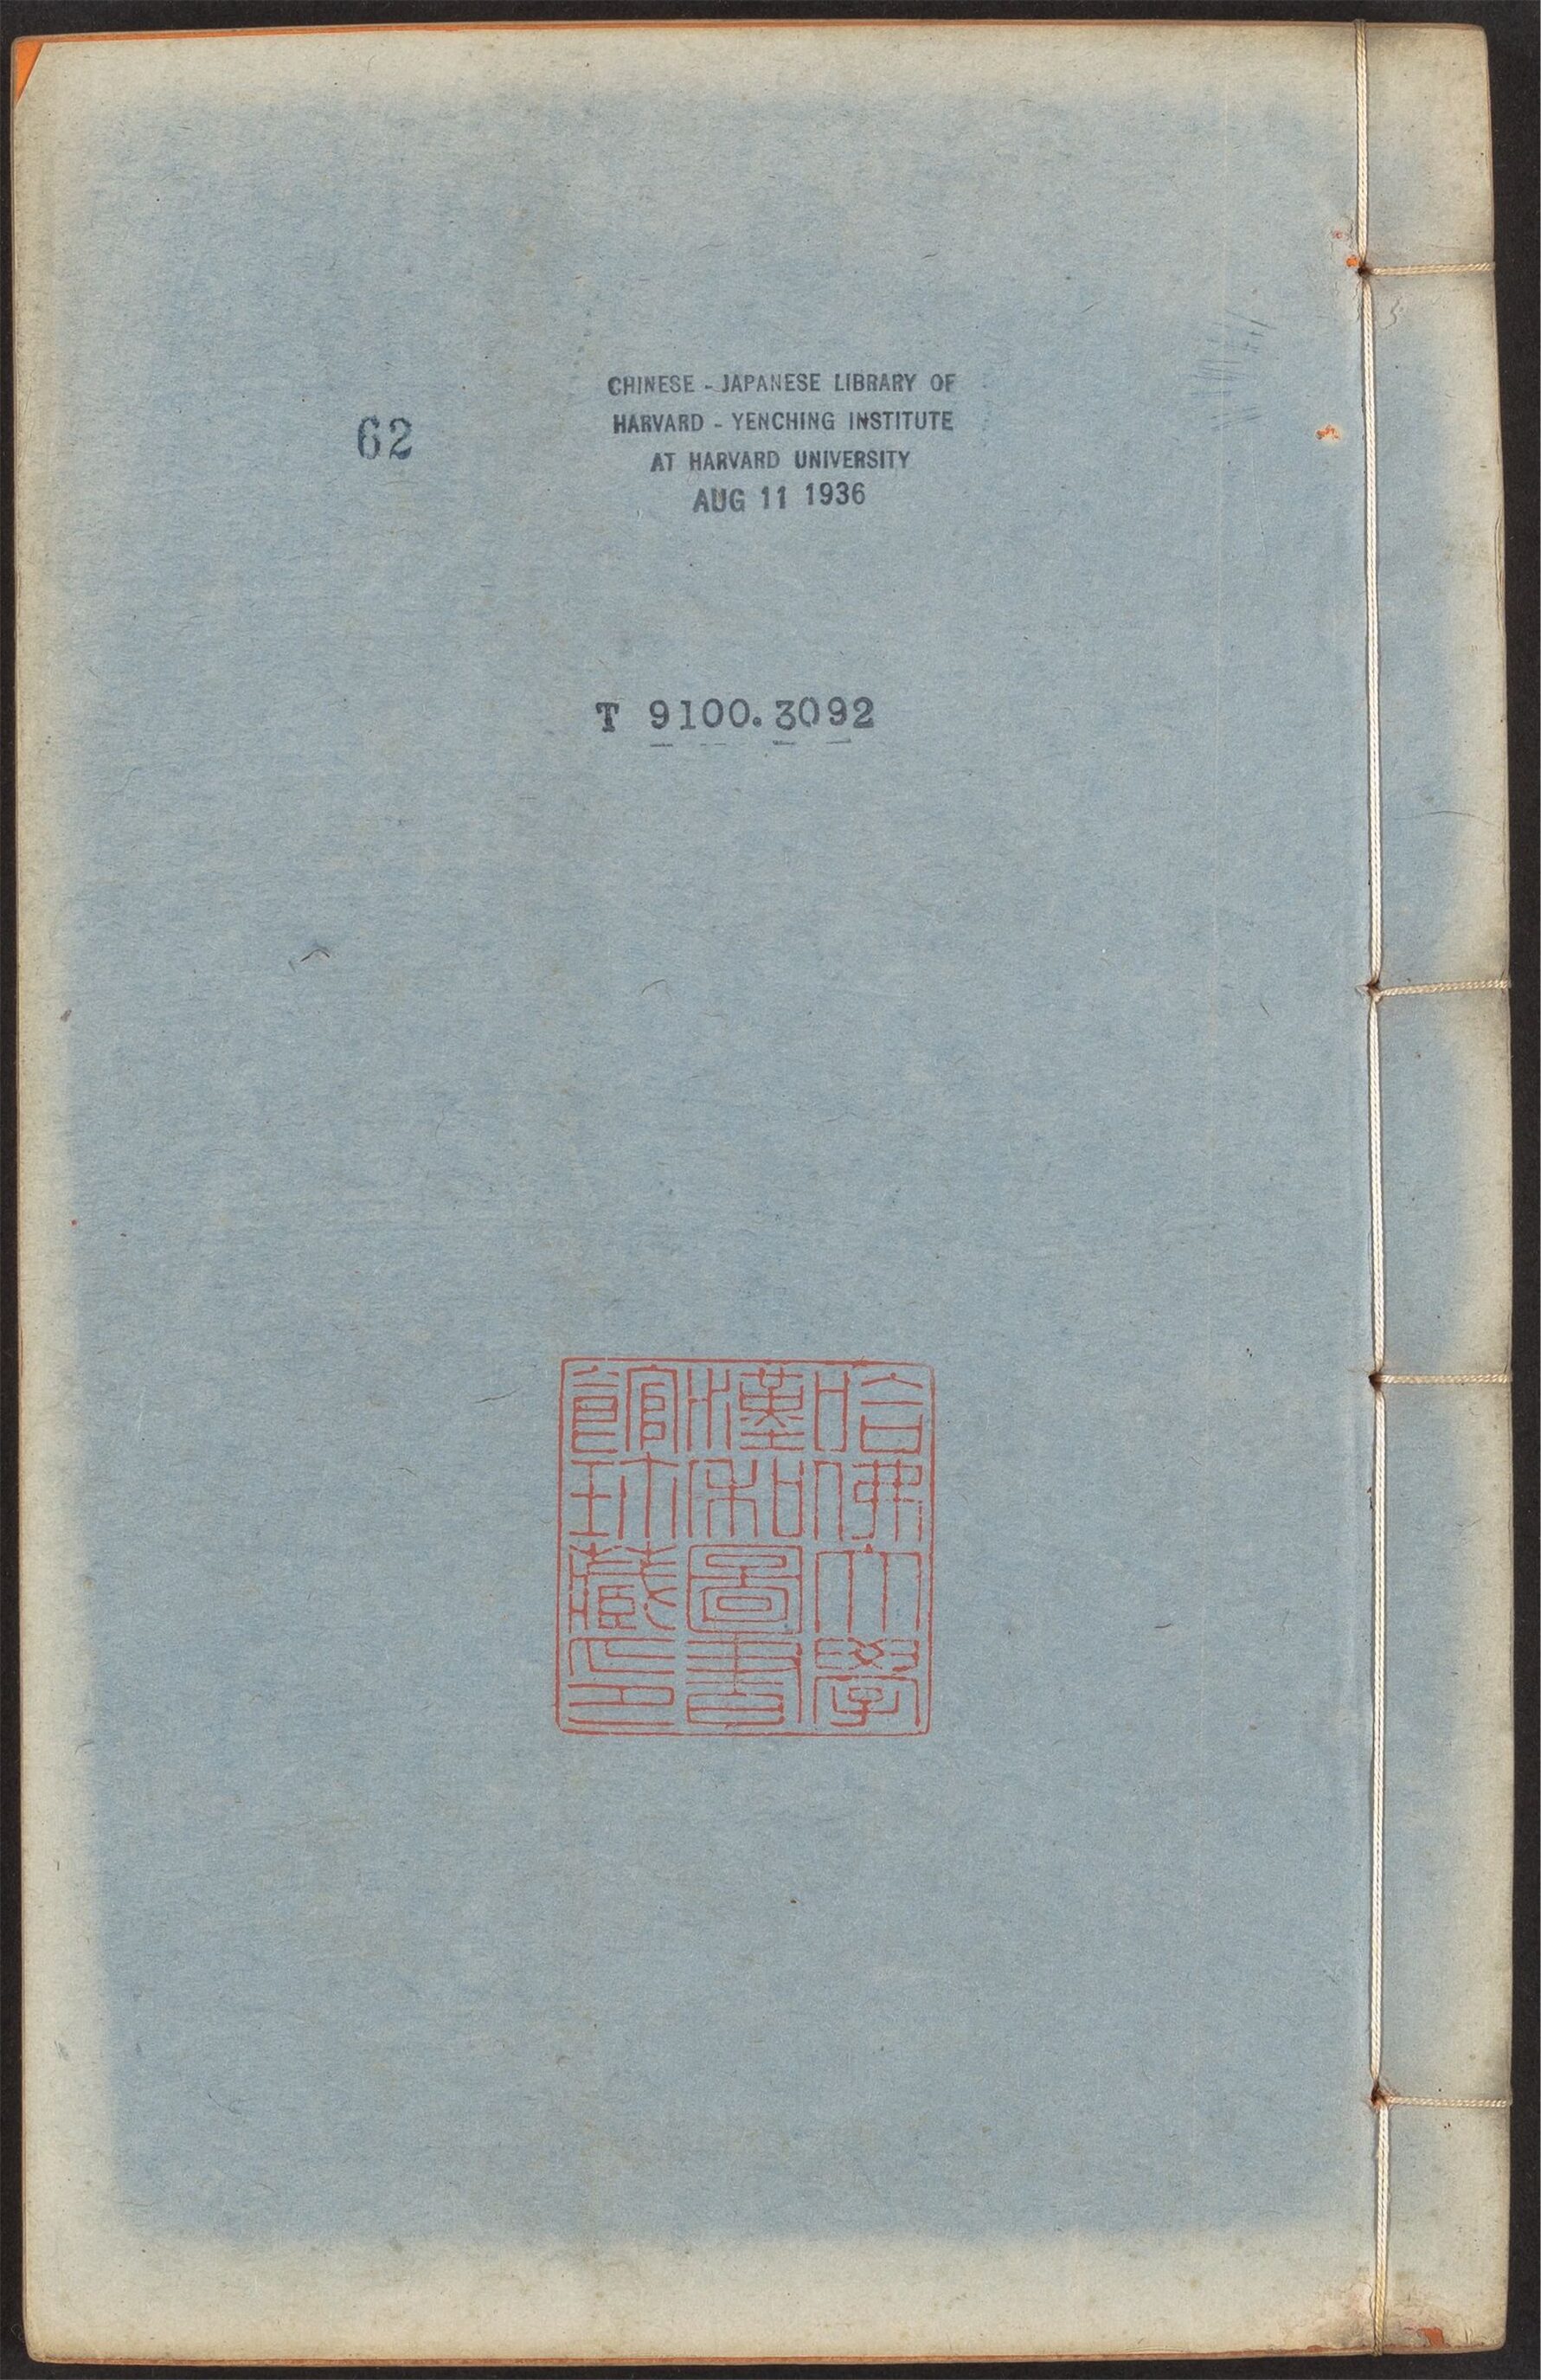 62
CHINESE - JAPANESE LIBRARY OF
HARVARD - YENCHING INSTITUTE
AT HARVARD UNIVERSITY
AUG 11 1936
T 9100.3092
哈佛大學
漢和圖書
館珍藏印